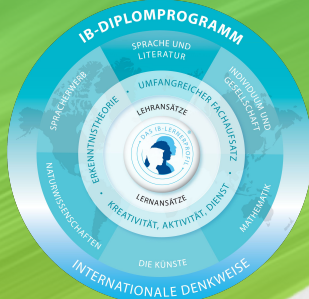 IB-DIPLOMPROGRAMM
SPRACHE UND
LITERATUR
SPRACHERWERB
INDIVIDUUM UND
GESELLSCHAFT
NATURWISSENSCHAFTEN
MATHEMATIK
DIE KÜNSTE
INTERNATIONALE DENKWEISE
ERKENNTNISTHEORIE
• UMFANGREICHER FACHAUFSATZ
• KREATIVITÄT, AKTIVITÄT, DIENST •
LEHRANSÄTZE
DAS IB-LERNERPROFIL
LERNANSÄTZE